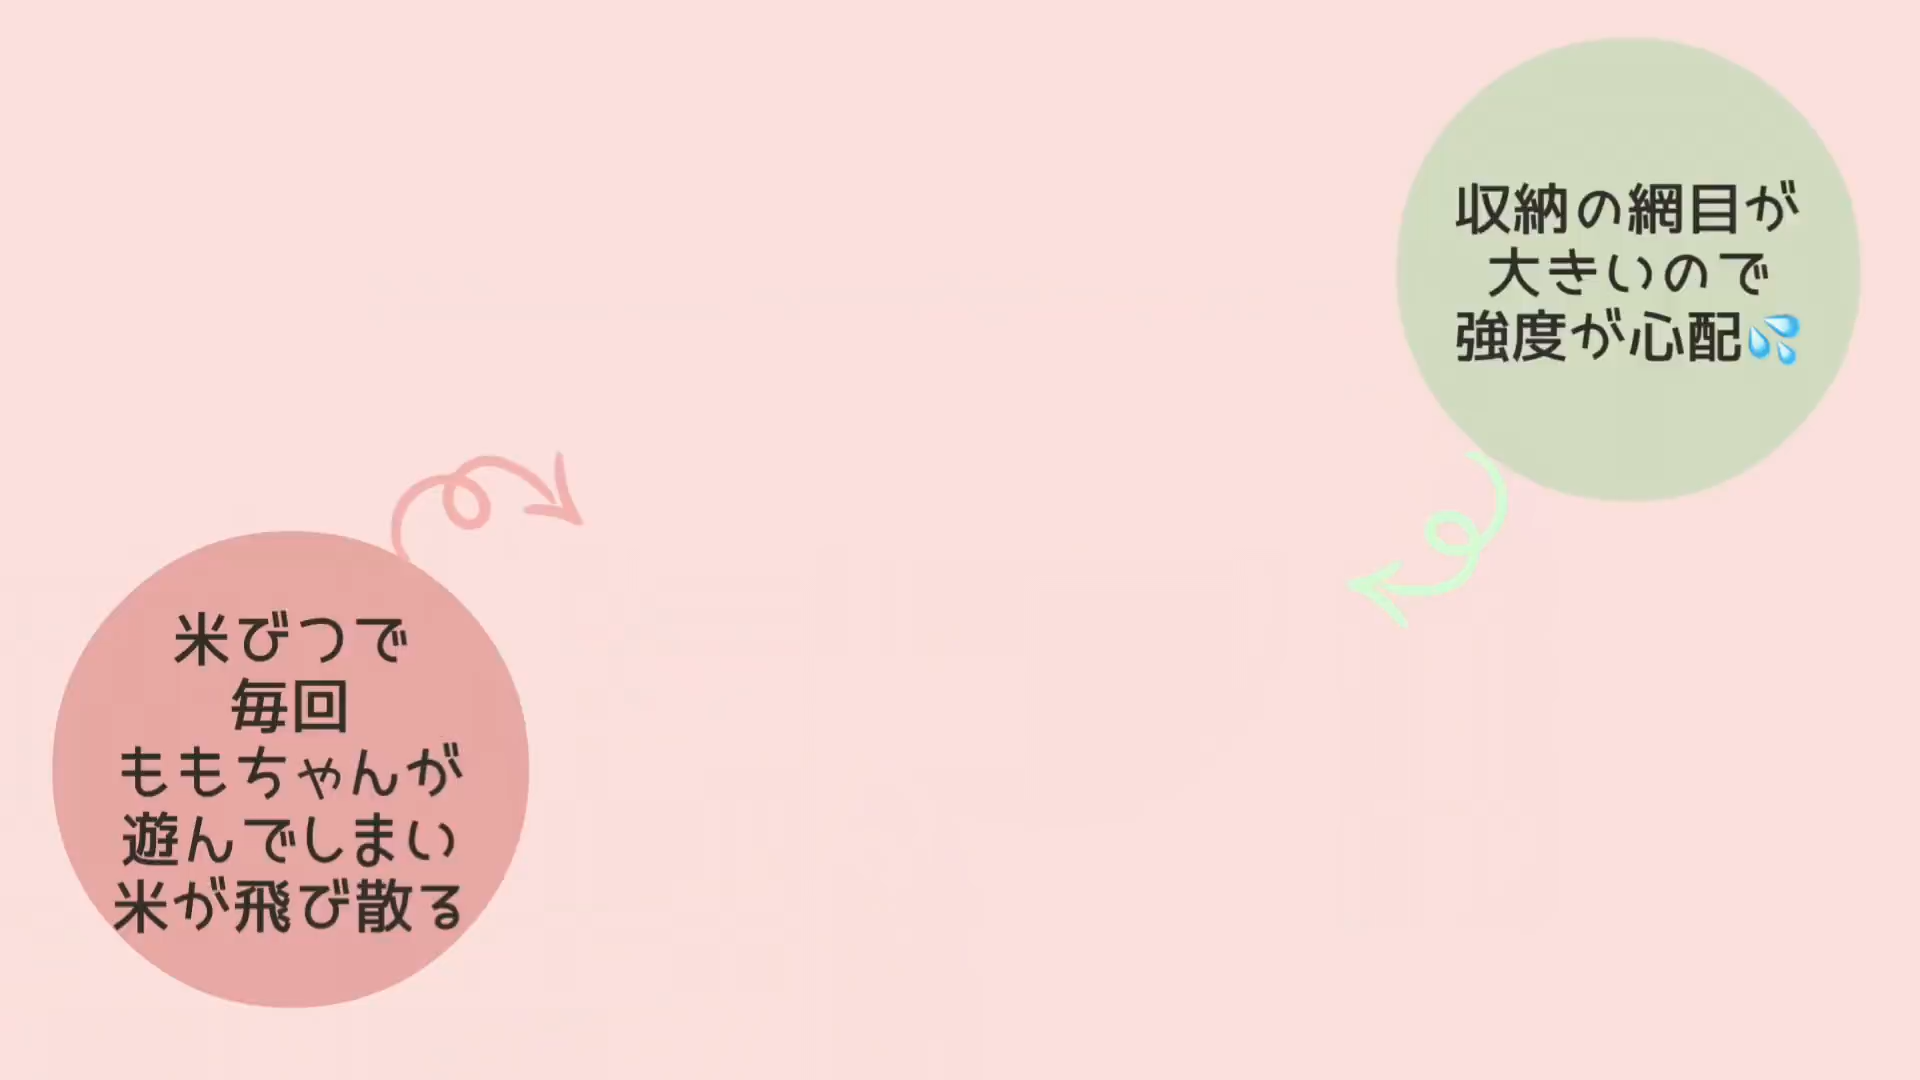 収納の網目が
大きいので
強度が心配💦
米びつで
毎回
ももちゃんが
遊んでしまい
米が飛び散る